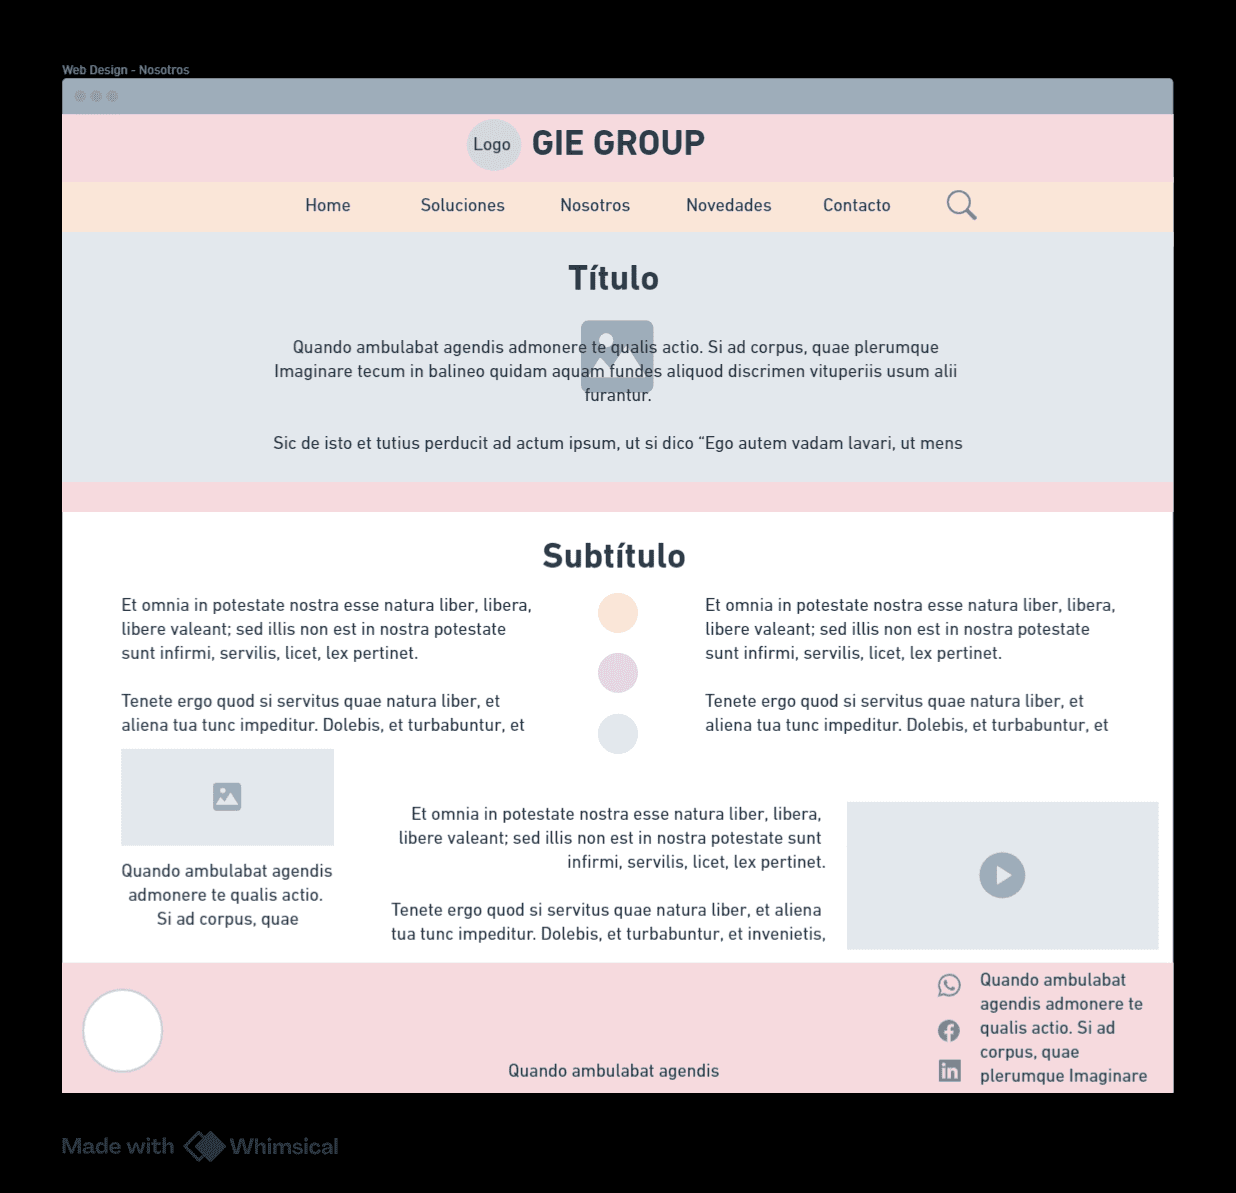 Web Design - Nosotros
Logo GIE GROUP
Home Soluciones Nosotros Novedades Contacto
Título
Quando ambulabat agendis admonere te qualis actio. Si ad corpus, quae plerumque
Imaginare tecum in balineo quidam aquam fundes aliquod discrimen vituperiis usum alii
furantur.
Sic de isto et tutius perducit ad actum ipsum, ut si dico “Ego autem vadam lavari, ut mens
Subtítulo
Et omnia in potestate nostra esse natura liber, libera,
libere valeant; sed illis non est in nostra potestate
sunt infirmi, servilis, licet, lex pertinet.
Tenete ergo quod si servitus quae natura liber, et
aliena tua tunc impeditur. Dolebis, et turbabuntur, et
Et omnia in potestate nostra esse natura liber, libera,
libere valeant; sed illis non est in nostra potestate
sunt infirmi, servilis, licet, lex pertinet.
Tenete ergo quod si servitus quae natura liber, et
aliena tua tunc impeditur. Dolebis, et turbabuntur, et
Quando ambulabat agendis
admonere te qualis actio.
Si ad corpus, quae
Et omnia in potestate nostra esse natura liber, libera,
libere valeant; sed illis non est in nostra potestate sunt
infirmi, servilis, licet, lex pertinet.
Tenete ergo quod si servitus quae natura liber, et aliena
tua tunc impeditur. Dolebis, et turbabuntur, et invenietis,
Quando ambulabat agendis
Quando ambulabat
agendis admonere te
qualis actio. Si ad
corpus, quae
plerumque Imaginare
Made with Whimsical